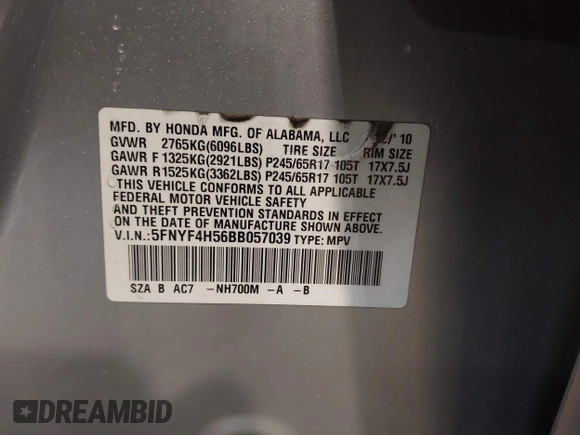 MFD. BY HONDA MFG. OF ALABAMA, LLC 2/'10
GVWR 2765KG(6096LBS) TIRE SIZE RIM SIZE
GAWR F 1325KG(2921LBS) P245/65R17 105T 17X7.5J
GAWR R 1525KG(3362LBS) P245/65R17 105T 17X7.5J
THIS VEHICLE CONFORMS TO ALL APPLICABLE
FEDERAL MOTOR VEHICLE SAFETY
AND THEFT PREVENTION STANDARDS IN EFFECT
ON THE DATE OF MANUFACTURE SHOWN ABOVE.
V.I.N.:5FNYF4H56BB057039 TYPE: MPV
SZA B AC7 -NH700M -A -B
DREAMBID